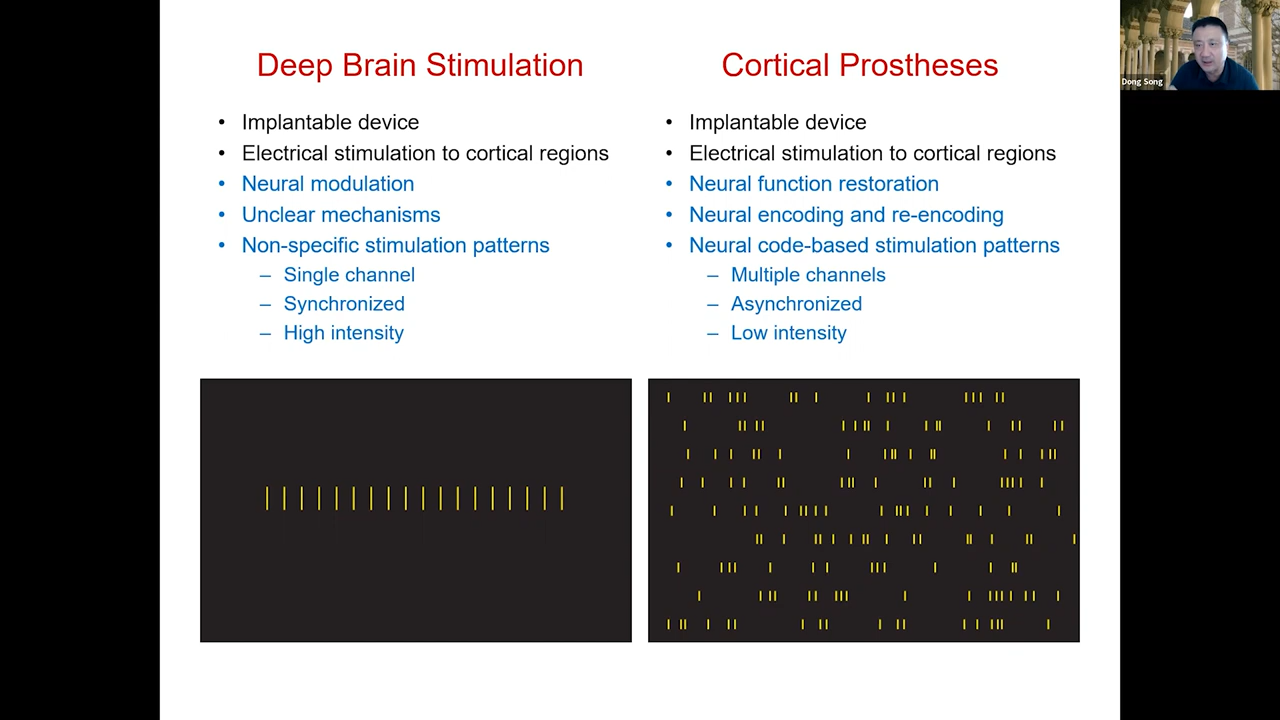 Deep Brain Stimulation
• Implantable device
• Electrical stimulation to cortical regions
• Neural modulation
• Unclear mechanisms
• Non-specific stimulation patterns
– Single channel
– Synchronized
– High intensity
Cortical Prostheses
• Implantable device
• Electrical stimulation to cortical regions
• Neural function restoration
• Neural encoding and re-encoding
• Neural code-based stimulation patterns
– Multiple channels
– Asynchronized
– Low intensity
Dong Song